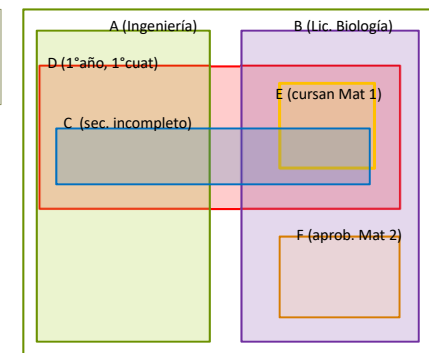 A (Ingeniería)
B (Lic. Biología)
D (1°año, 1°cuat)
E (cursan Mat 1)
C (sec. incompleto)
F (aprob. Mat 2)